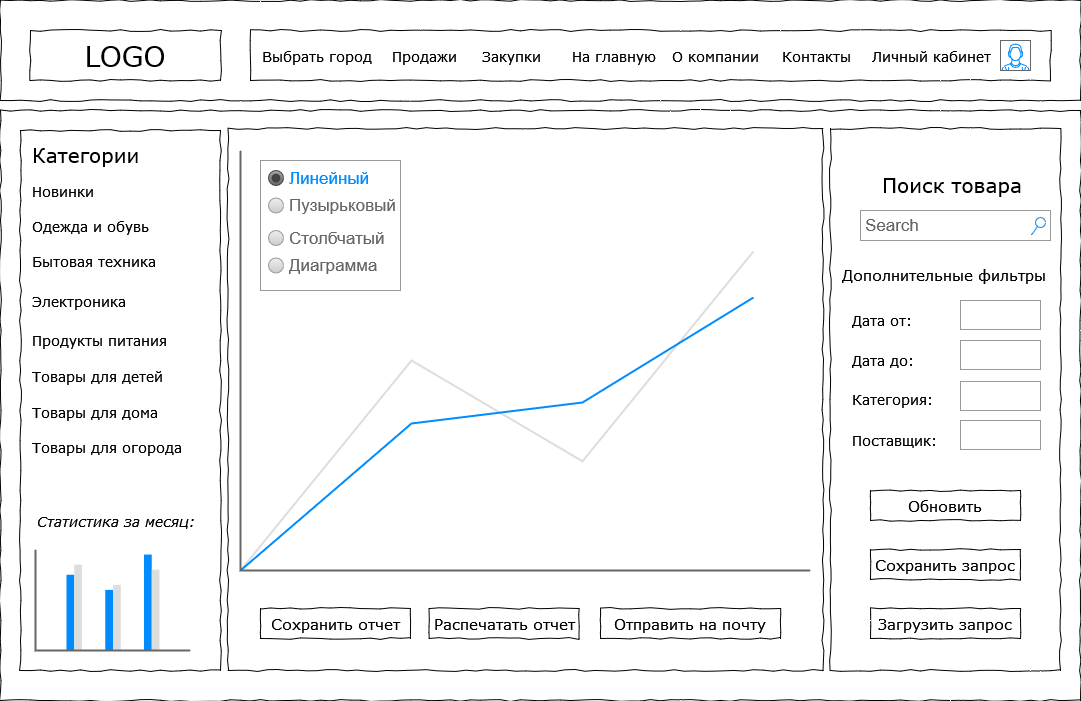 LOGO
Выбрать город Продажи Закупки На главную О компании Контакты Личный кабинет
Категории
Новинки
Одежда и обувь
Бытовая техника
Электроника
Продукты питания
Товары для детей
Товары для дома
Товары для огорода
Статистика за месяц:
Линейный
Пузырьковый
Столбчатый
Диаграмма
Сохранить отчет
Распечатать отчет
Отправить на почту
Поиск товара
Search
Дополнительные фильтры
Дата от:
Дата до:
Категория:
Поставщик:
Обновить
Сохранить запрос
Загрузить запрос